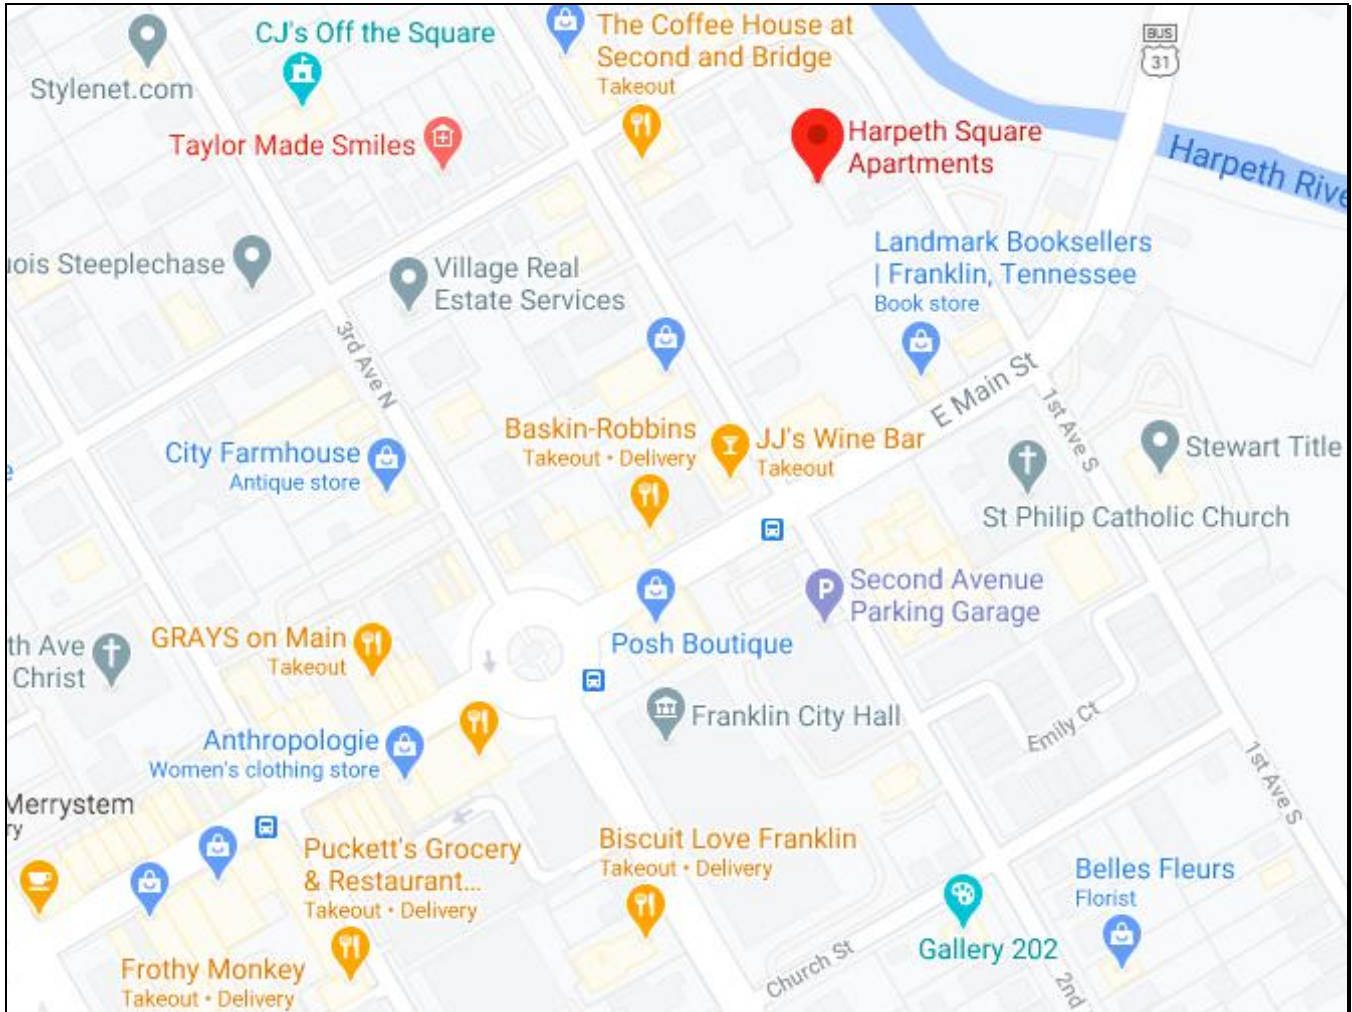 CJ's Off the Square
The Coffee House at
Second and Bridge
Takeout
BUS
31
Stylenet.com
Taylor Made Smiles
Harpeth Square
Apartments
Harpeth Rive
Landmark Booksellers
| Franklin, Tennessee
Book store
uois Steeplechase
Village Real
Estate Services
3rd Ave N
E Main St
1st Ave S
Baskin-Robbins
Takeout • Delivery
JJ's Wine Bar
Takeout
City Farmhouse
Antique store
Stewart Title
St Philip Catholic Church
P
Second Avenue
Parking Garage
GRAYS on Main
Takeout
th Ave
Christ
Posh Boutique
Franklin City Hall
Emily Ct
Anthropologie
Women's clothing store
1st Ave S
Merrystem
ry
Puckett's Grocery
& Restaurant...
Takeout • Delivery
Biscuit Love Franklin
Takeout • Delivery
Belles Fleurs
Florist
Gallery 202
Church St
2nd
Frothy Monkey
Takeout • Delivery